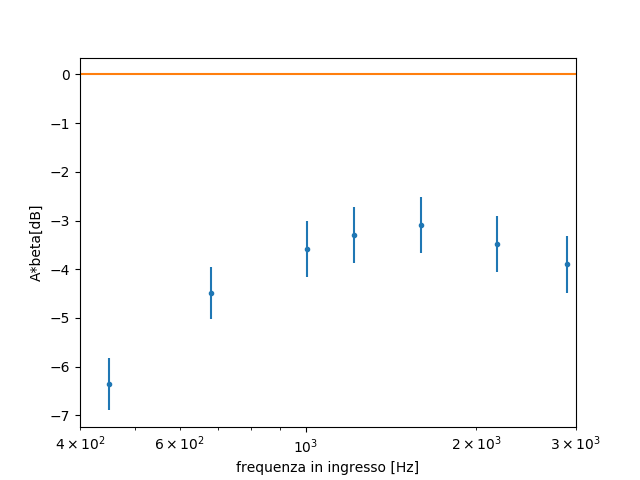 0
−1
−2
−3
−4
−5
−6
−7
A*beta[dB]
4 × 10² 6 × 10² 10³ 2 × 10³ 3 × 10³
frequenza in ingresso [Hz]